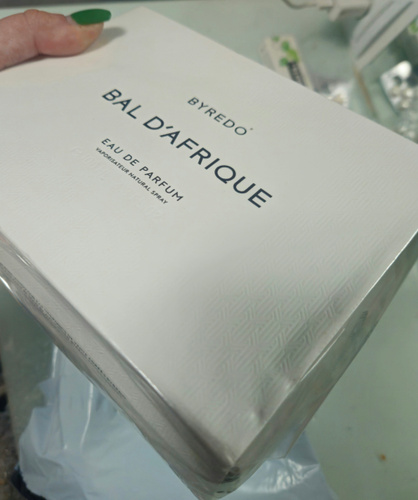 BYREDO
BAL D'AFRIQUE
EAU DE PARFUM
VAPORISATEUR NATURAL SPRAY